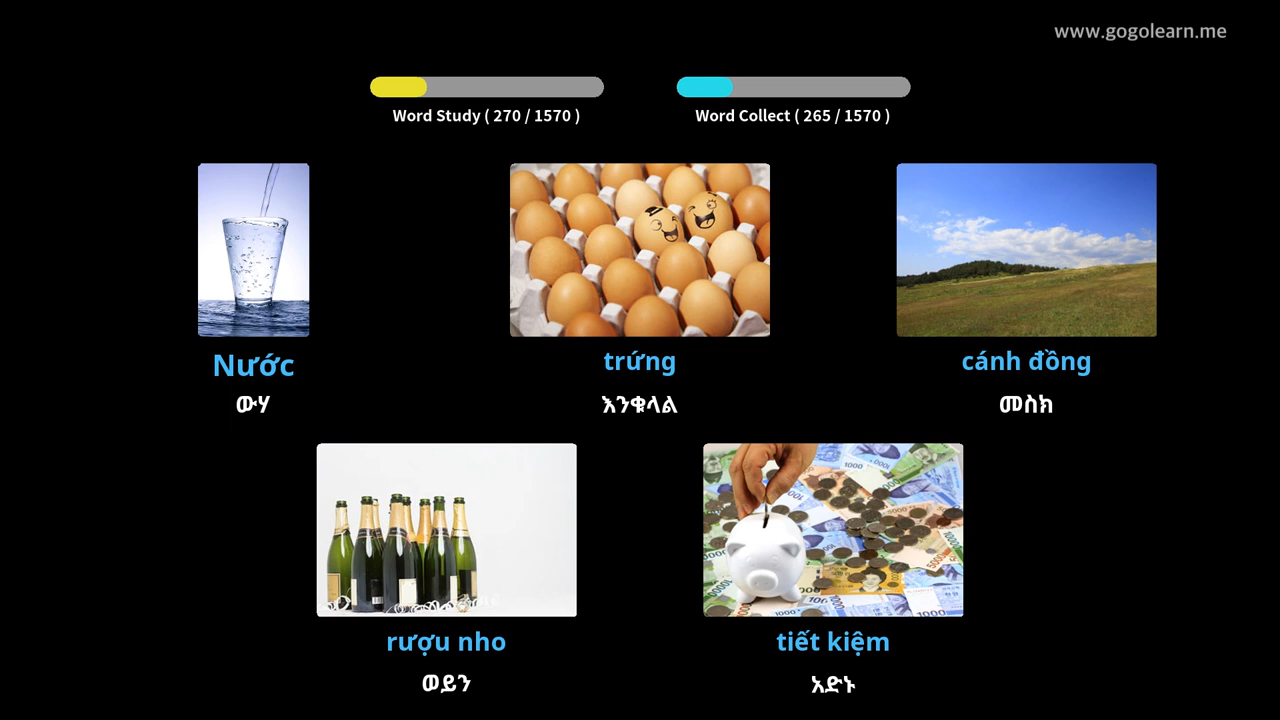 www.gogolearn.me
Word Study ( 270 / 1570 )
Word Collect ( 265 / 1570 )
Nước
ውሃ
trứng
እንቁላል
cánh đồng
መስክ
rượu nho
ወይን
tiết kiệm
አድኑ